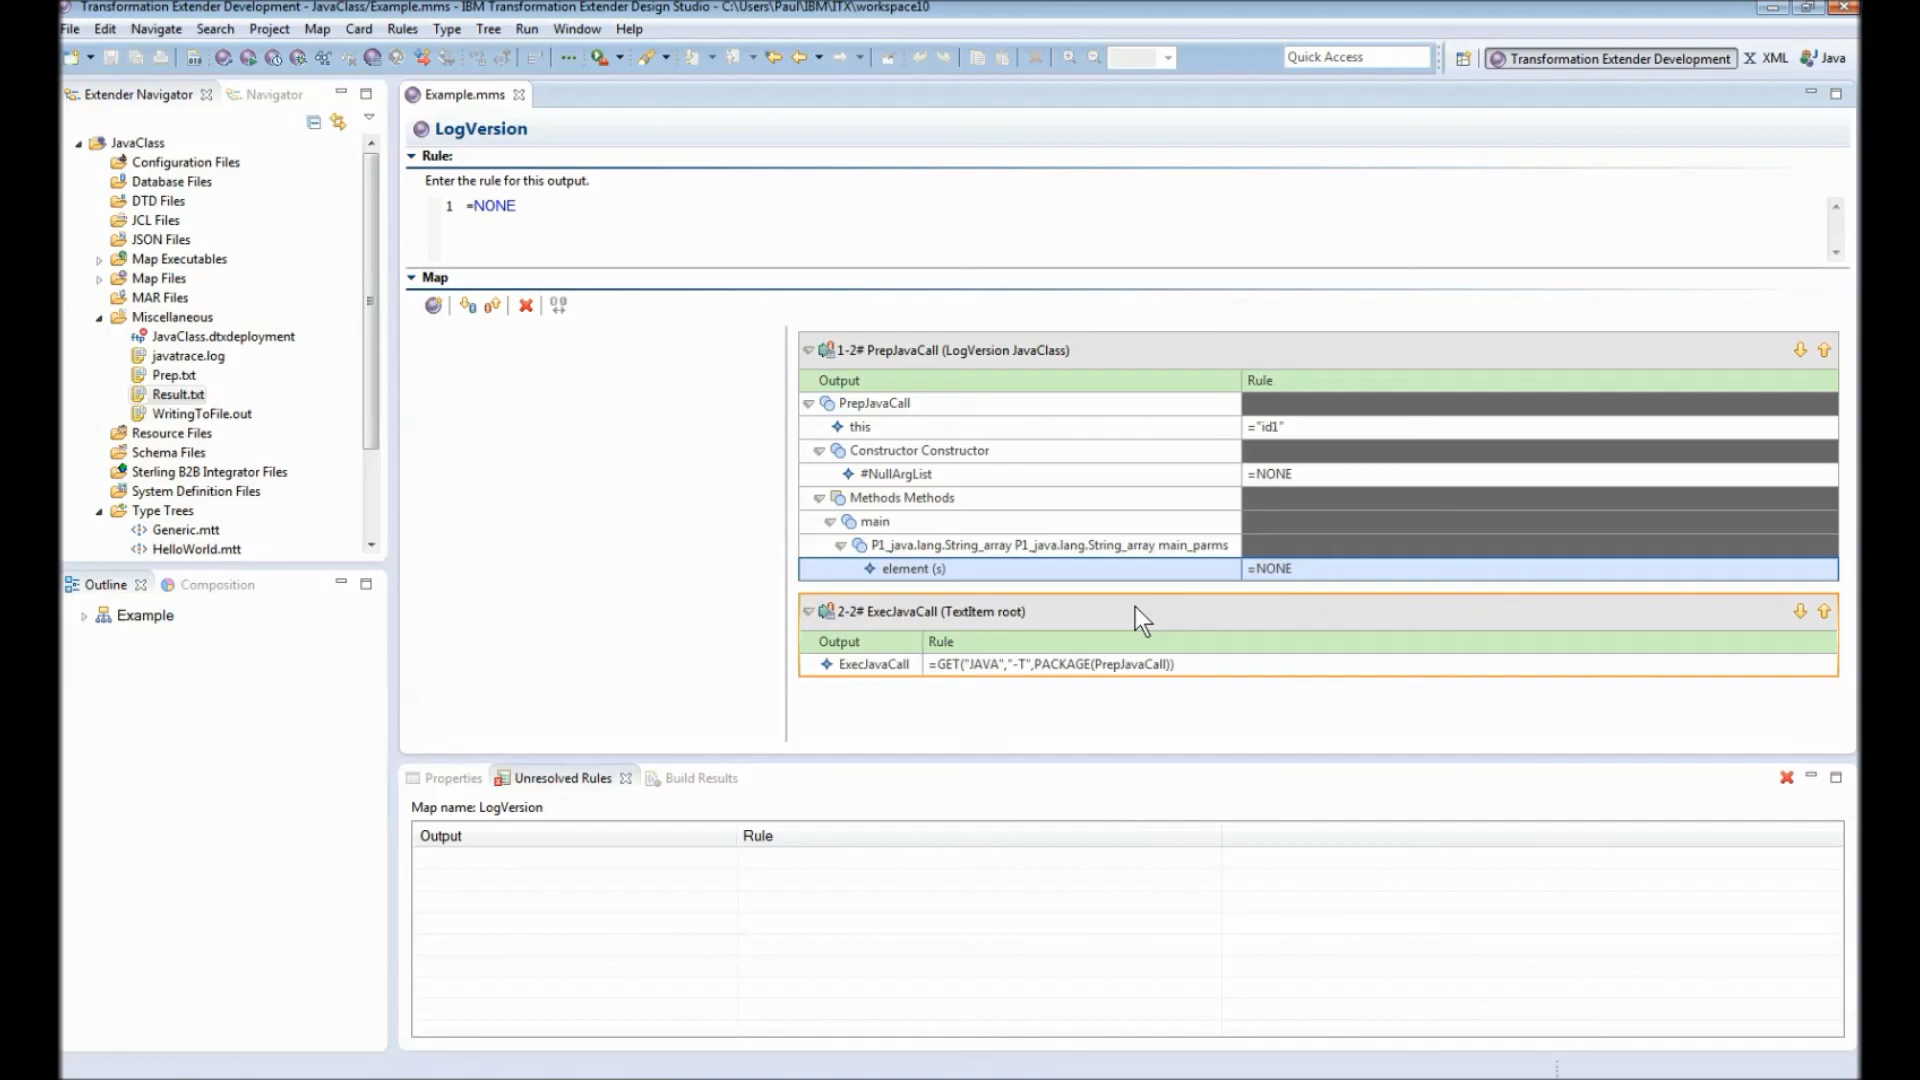 Transformation Extender Development - JavaClass/Example.mms - IBM Transformation Extender Design Studio - C:\Users\Paul\IBM\ITX\workspace10
File Edit Navigate Search Project Map Card Rules Type Tree Run Window Help
Quick Access
Transformation Extender Development
XML
Java
Extender Navigator
Navigator
JavaClass
Configuration Files
Database Files
DTD Files
JCL Files
JSON Files
Map Executables
Map Files
MAR Files
Miscellaneous
JavaClass.dtxdeployment
javatrace.log
Prep.txt
Result.txt
WritingToFile.out
Resource Files
Schema Files
Sterling B2B Integrator Files
System Definition Files
Type Trees
Generic.mtt
HelloWorld.mtt
Outline
Composition
Example
Example.mms
LogVersion
Rule:
Enter the rule for this output.
1 =NONE
Map
1-2# PrepJavaCall (LogVersion JavaClass)
Output Rule
PrepJavaCall
this ="id1"
Constructor Constructor
#NullArgList =NONE
Methods Methods
main
P1_java.lang.String_array P1_java.lang.String_array main_parms
element (s) =NONE
2-2# ExecJavaCall (TextItem root)
Output Rule
ExecJavaCall =GET("JAVA","-T",PACKAGE(PrepJavaCall))
Properties
Unresolved Rules
Build Results
Map name: LogVersion
Output Rule